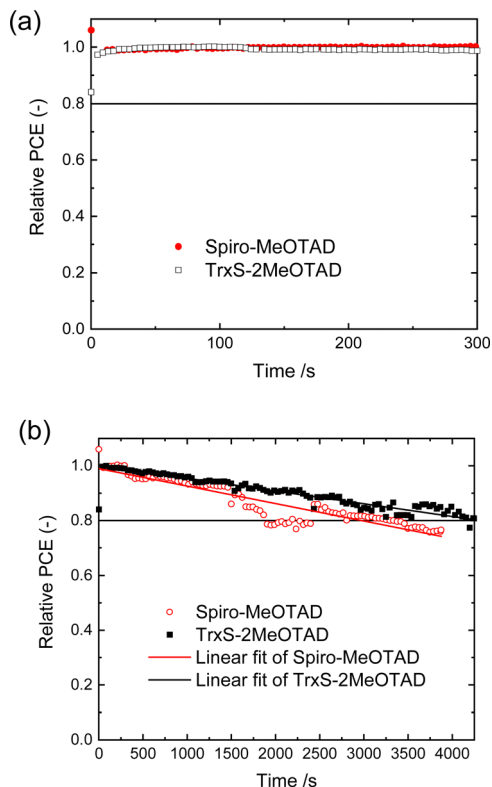 (a)
Relative PCE (-)
1.0
0.8
0.6
0.4
0.2
0.0
Spiro-MeOTAD
TrxS-2MeOTAD
0 100 200 300
Time /s
(b)
Relative PCE (-)
1.0
0.8
0.6
0.4
0.2
0.0
Spiro-MeOTAD
TrxS-2MeOTAD
Linear fit of Spiro-MeOTAD
Linear fit of TrxS-2MeOTAD
0 500 1000 1500 2000 2500 3000 3500 4000
Time /s